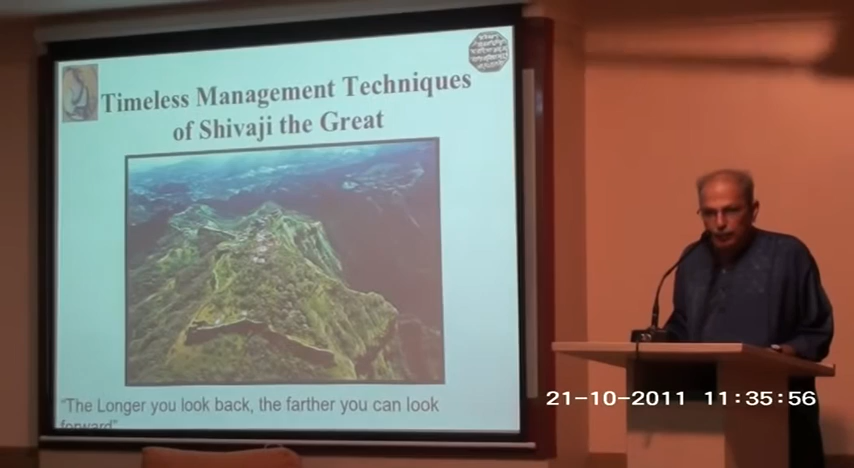 Timeless Management Techniques
of Shivaji the Great
"The Longer you look back, the farther you can look
forward"
21-10-2011 11:35:56